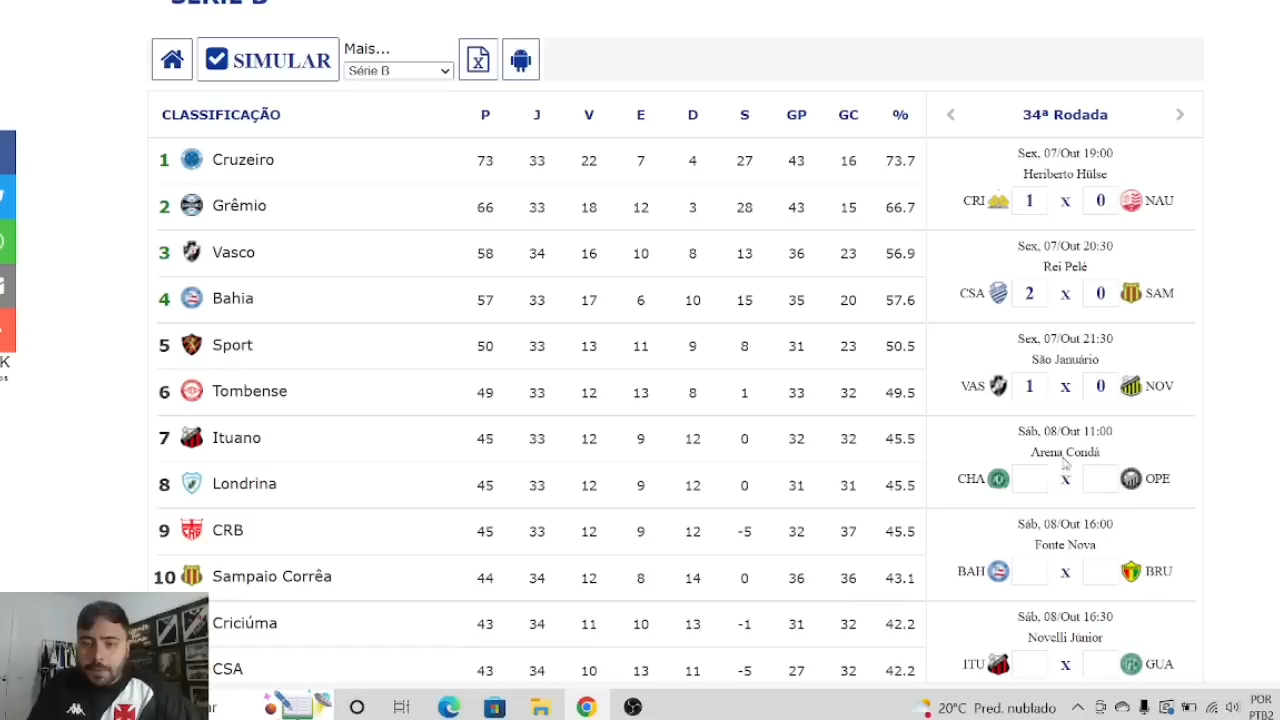 SÉRIE B
SIMULAR
Mais...
Série B
CLASSIFICAÇÃO P J V E D S GP GC %
1 Cruzeiro 73 33 22 7 4 27 43 16 73.7
2 Grêmio 66 33 18 12 3 28 43 15 66.7
3 Vasco 58 34 16 10 8 13 36 23 56.9
4 Bahia 57 33 17 6 10 15 35 20 57.6
5 Sport 50 33 13 11 9 8 31 23 50.5
6 Tombense 49 33 12 13 8 1 33 32 49.5
7 Ituano 45 33 12 9 12 0 32 32 45.5
8 Londrina 45 33 12 9 12 0 31 31 45.5
9 CRB 45 33 12 9 12 -5 32 37 45.5
10 Sampaio Corrêa 44 34 12 8 14 0 36 36 43.1
Criciúma 43 34 11 10 13 -1 31 32 42.2
CSA 43 34 10 13 11 -5 27 32 42.2
34ª Rodada
Sex, 07/Out 19:00
Heriberto Hülse
CRI 1 x 0 NAU
Sex, 07/Out 20:30
Rei Pelé
CSA 2 x 0 SAM
Sex, 07/Out 21:30
São Januário
VAS 1 x 0 NOV
Sáb, 08/Out 11:00
Arena Condá
CHA x OPE
Sáb, 08/Out 16:00
Fonte Nova
BAH x BRU
Sáb, 08/Out 16:30
Novelli Júnior
ITU x GUA
K
os
ar
20°C Pred. nublado
POR
PTB2